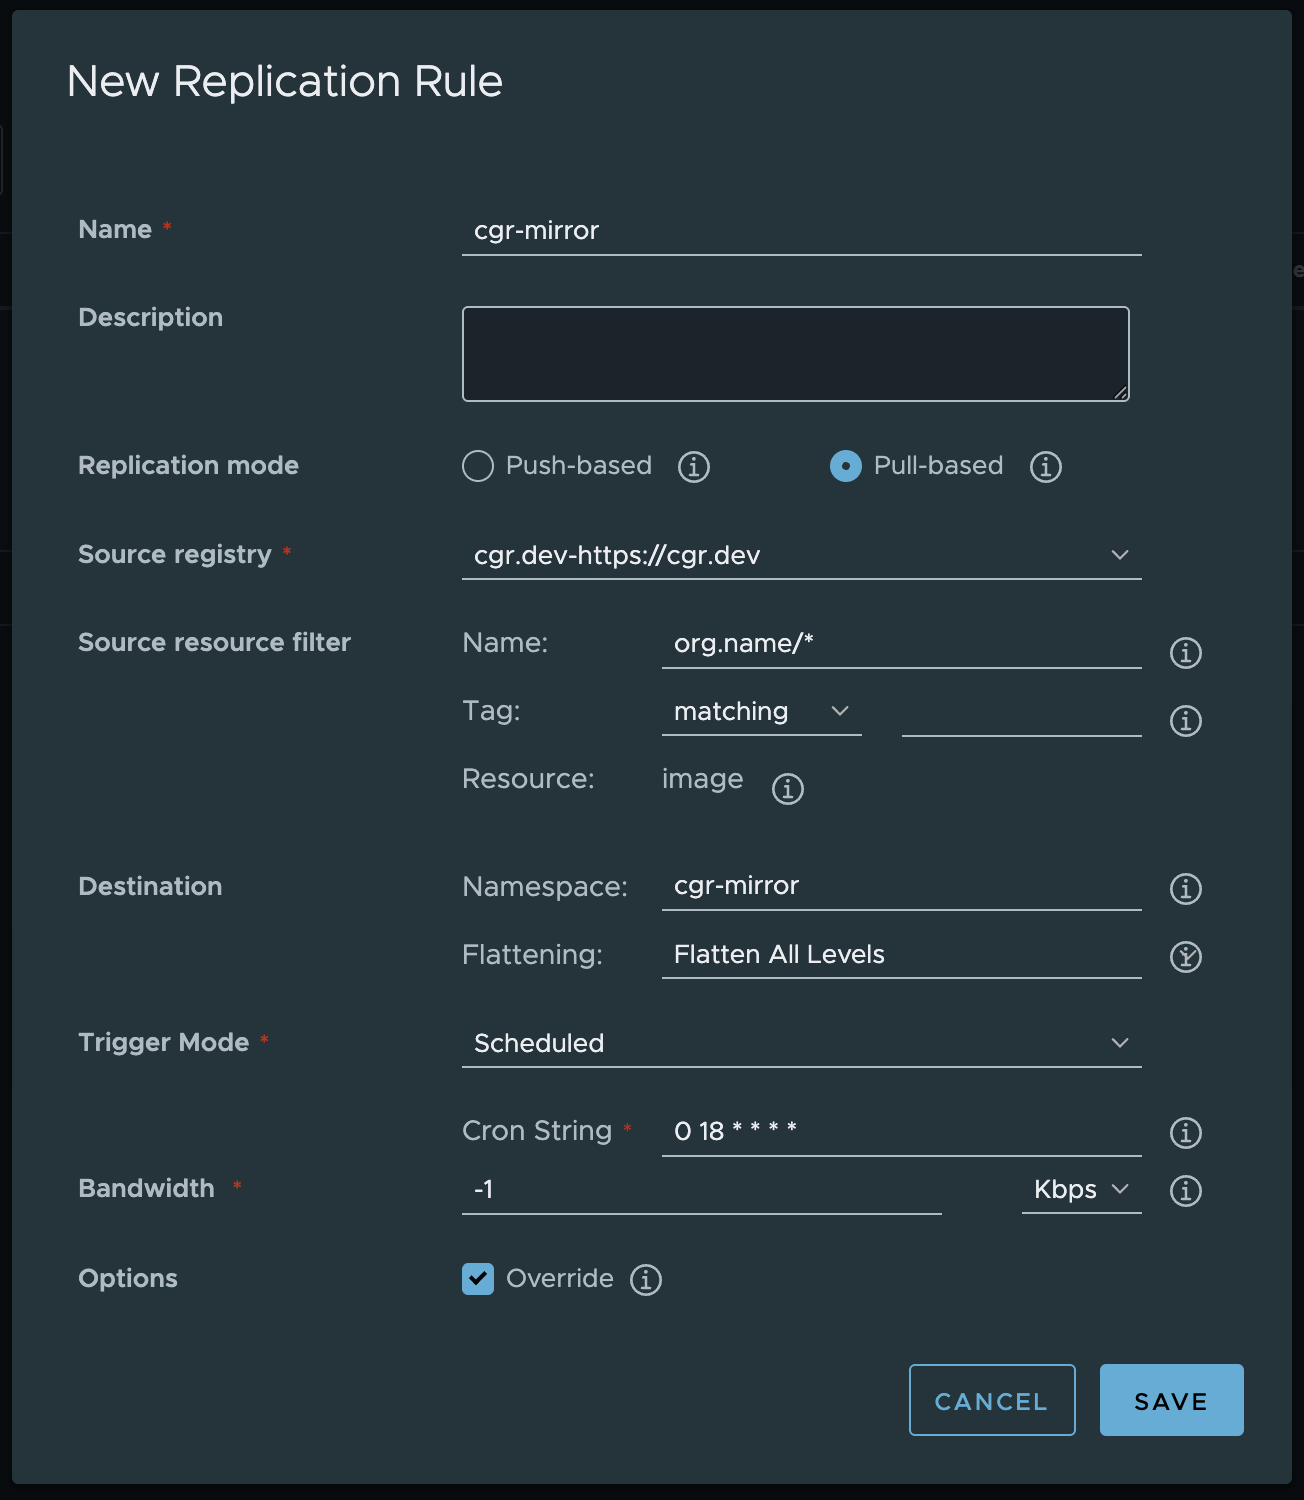 New Replication Rule
Name *
cgr-mirror
Description
Replication mode
Push-based
Pull-based
Source registry *
cgr.dev-https://cgr.dev
Source resource filter
Name:
org.name/*
Tag:
matching
Resource:
image
Destination
Namespace:
cgr-mirror
Flattening:
Flatten All Levels
Trigger Mode *
Scheduled
Cron String *
0 18 * * * *
Bandwidth *
-1
Kbps
Options
Override
CANCEL
SAVE